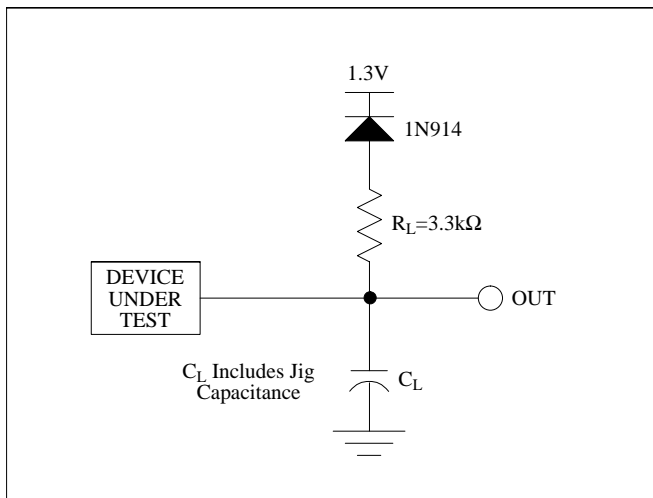 1.3V
1N914
R_L=3.3kΩ
DEVICE
UNDER
TEST
OUT
C_L Includes Jig
Capacitance
C_L